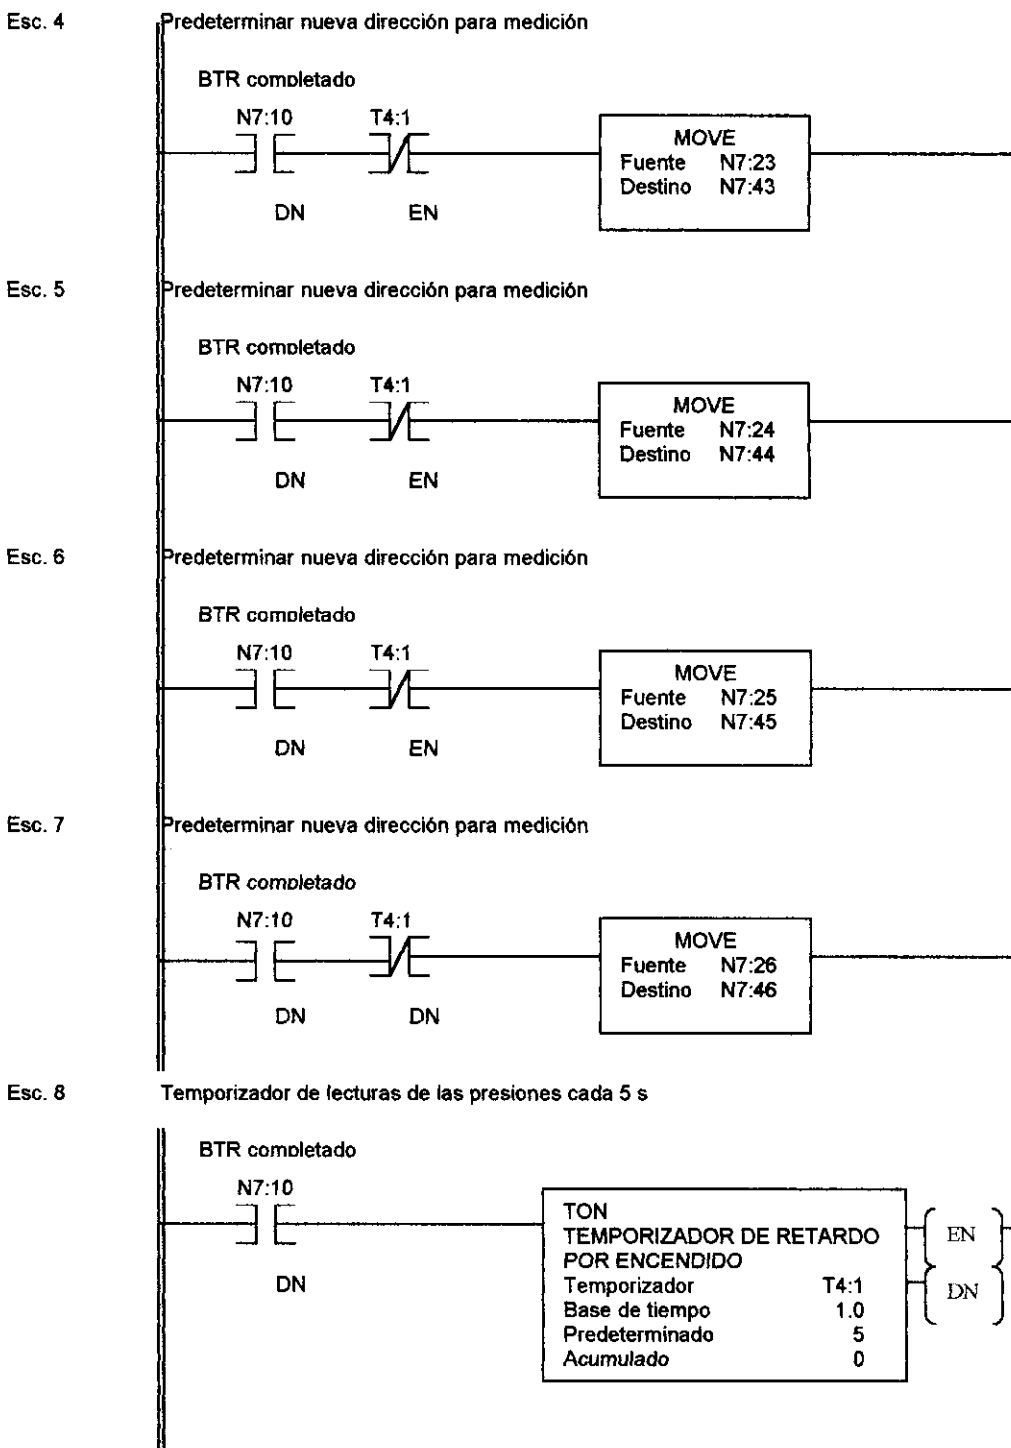 Esc. 4 Predeterminar nueva dirección para medición
BTR completado
N7:10 T4:1
MOVE
Fuente N7:23
Destino N7:43
DN EN
Esc. 5 Predeterminar nueva dirección para medición
BTR completado
N7:10 T4:1
MOVE
Fuente N7:24
Destino N7:44
DN EN
Esc. 6 Predeterminar nueva dirección para medición
BTR completado
N7:10 T4:1
MOVE
Fuente N7:25
Destino N7:45
DN EN
Esc. 7 Predeterminar nueva dirección para medición
BTR completado
N7:10 T4:1
MOVE
Fuente N7:26
Destino N7:46
DN DN
Esc. 8 Temporizador de lecturas de las presiones cada 5 s
BTR completado
N7:10
TON
TEMPORIZADOR DE RETARDO
POR ENCENDIDO
Temporizador T4:1
Base de tiempo 1.0
Predeterminado 5
Acumulado 0
EN
DN
DN